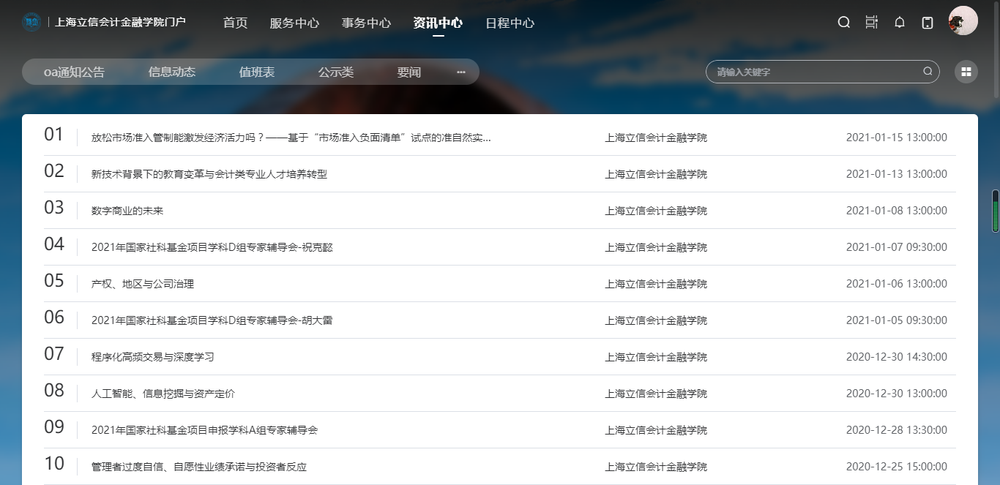 上海立信会计金融学院门户 首页 服务中心 事务中心 资讯中心 日程中心
oa通知公告 信息动态 值班表 公示类 要闻 ··· 请输入关键字
01 放松市场准入管制能激发经济活力吗？——基于“市场准入负面清单”试点的准自然实... 上海立信会计金融学院 2021-01-15 13:00:00
02 新技术背景下的教育变革与会计类专业人才培养转型 上海立信会计金融学院 2021-01-13 13:00:00
03 数字商业的未来 上海立信会计金融学院 2021-01-08 13:00:00
04 2021年国家社科基金项目学科D组专家辅导会-祝克懿 上海立信会计金融学院 2021-01-07 09:30:00
05 产权、地区与公司治理 上海立信会计金融学院 2021-01-06 13:00:00
06 2021年国家社科基金项目学科D组专家辅导会-胡大雷 上海立信会计金融学院 2021-01-05 09:30:00
07 程序化高频交易与深度学习 上海立信会计金融学院 2020-12-30 14:30:00
08 人工智能、信息挖掘与资产定价 上海立信会计金融学院 2020-12-30 13:00:00
09 2021年国家社科基金项目申报学科A组专家辅导会 上海立信会计金融学院 2020-12-28 13:30:00
10 管理者过度自信、自愿性业绩承诺与投资者反应 上海立信会计金融学院 2020-12-25 15:00:00